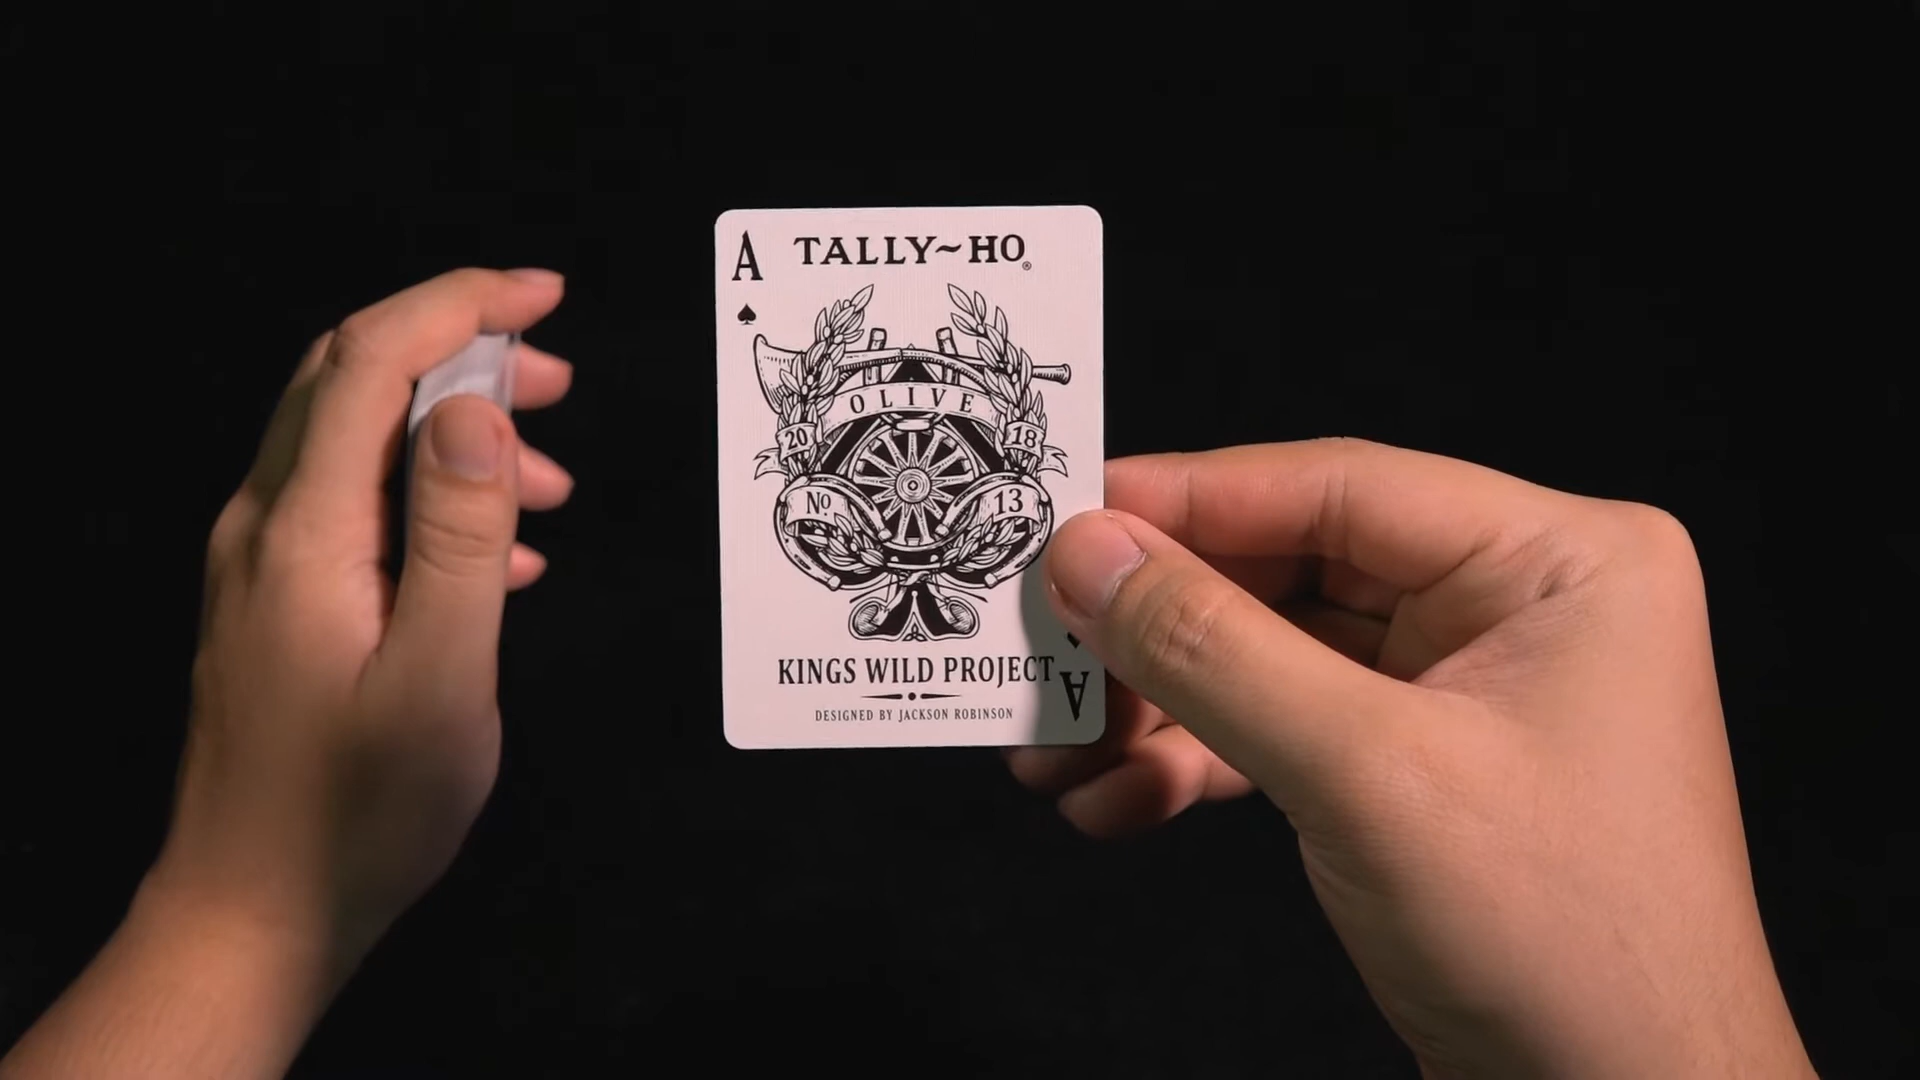 A TALLY~HO®
OLIVE
20 18
No. 13
KINGS WILD PROJECT
DESIGNED BY JACKSON ROBINSON
A